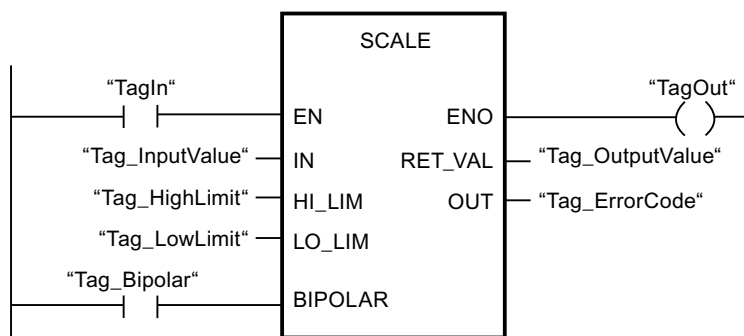 SCALE
“TagIn“
“TagOut“
EN
ENO
“Tag_InputValue“
IN
RET_VAL
“Tag_OutputValue“
“Tag_HighLimit“
HI_LIM
OUT
“Tag_ErrorCode“
“Tag_LowLimit“
LO_LIM
“Tag_Bipolar“
BIPOLAR